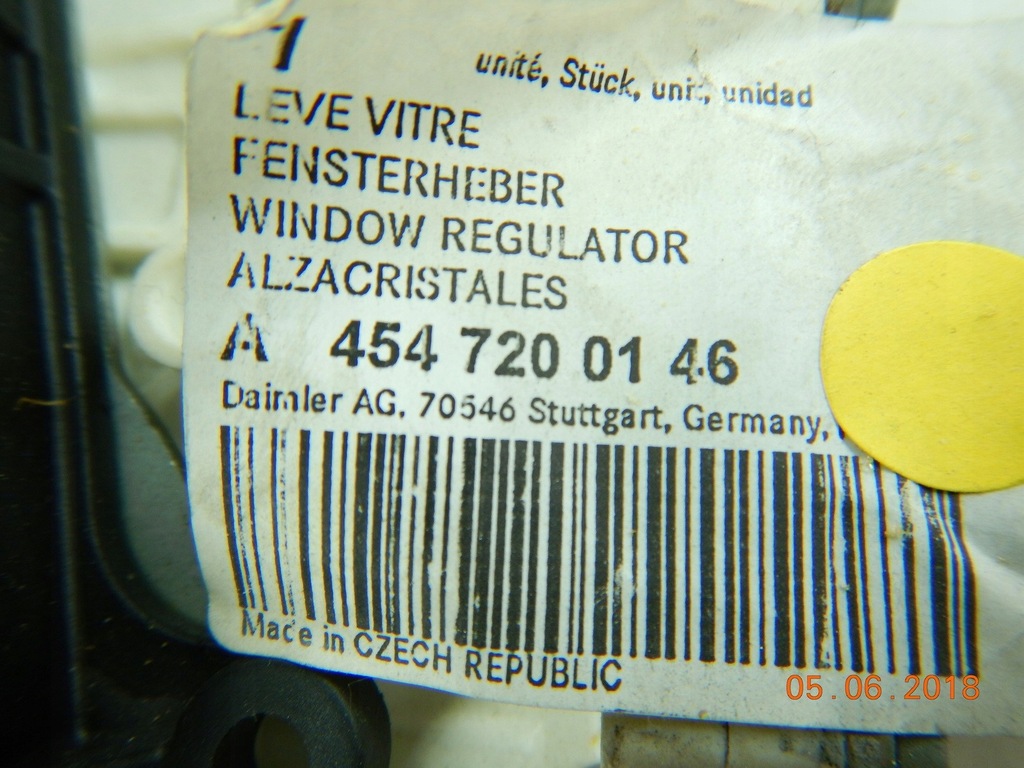 1
unité, Stück, unit, unidad
LEVE VITRE
FENSTERHEBER
WINDOW REGULATOR
ALZACRISTALES
A 454 720 01 46
Daimler AG, 70546 Stuttgart, Germany,
Made in CZECH REPUBLIC
05.06.2018